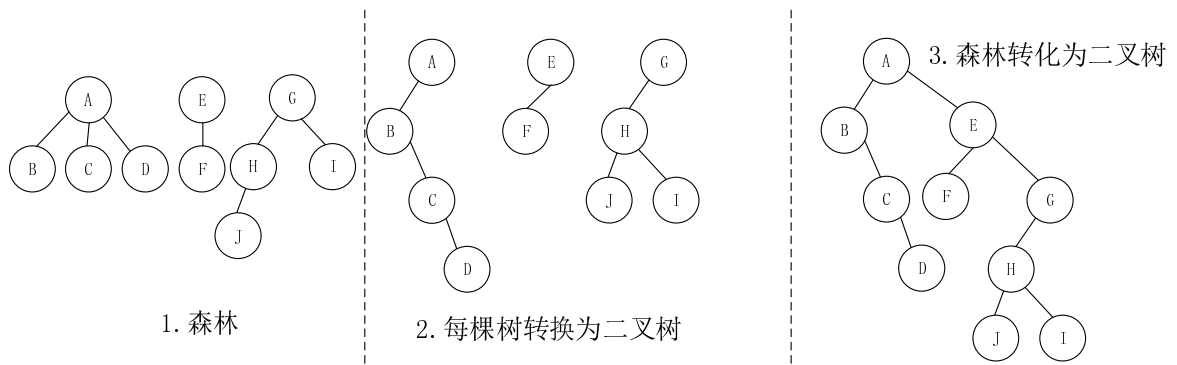 A E G
B C D F H I
J
1.森林
A E G
B F H
C J I
D
2.每棵树转换为二叉树
3.森林转化为二叉树
A
B E
C F G
D H
J I